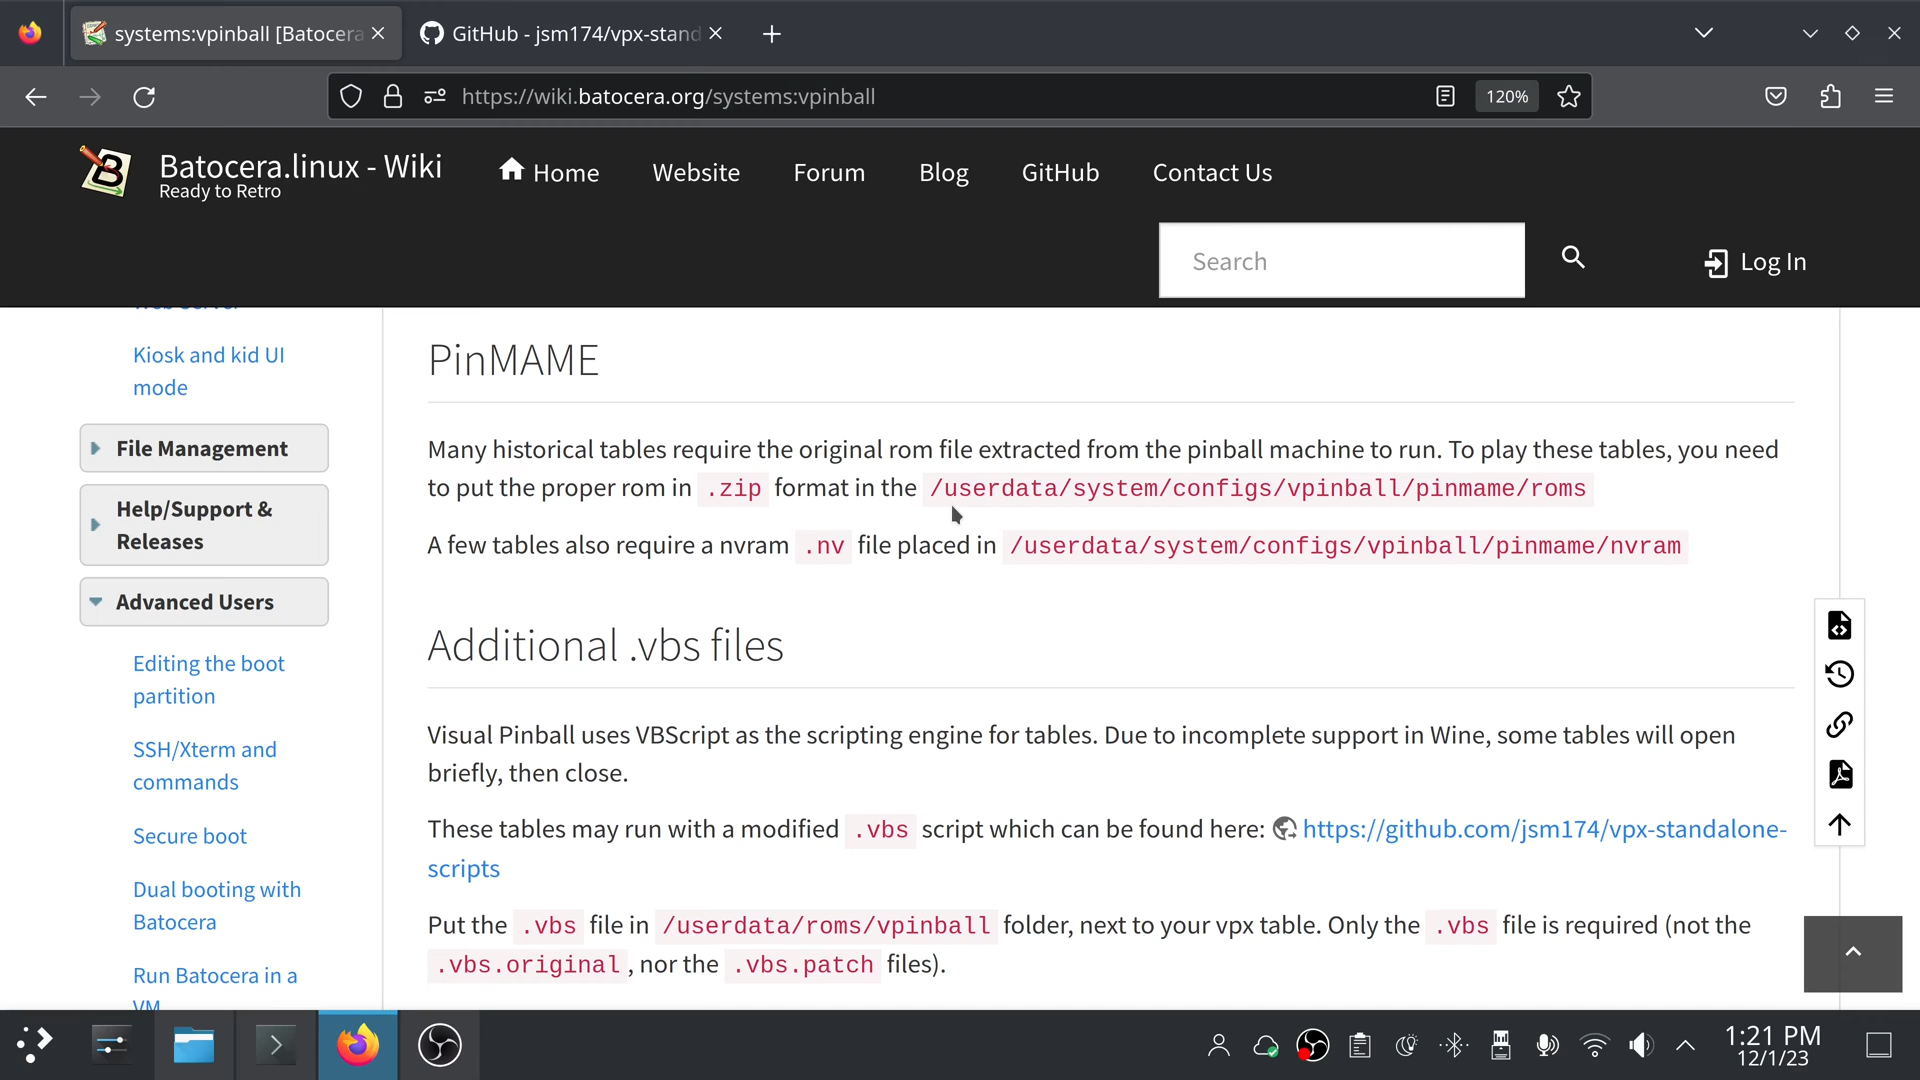 systems:vpinball [Batocera
GitHub - jsm174/vpx-stand
https://wiki.batocera.org/systems:vpinball
120%
Batocera.linux - Wiki
Ready to Retro
Home
Website
Forum
Blog
GitHub
Contact Us
Search
Log In
Kiosk and kid UI
mode
File Management
Help/Support &
Releases
Advanced Users
Editing the boot
partition
SSH/Xterm and
commands
Secure boot
Dual booting with
Batocera
Run Batocera in a
VM
PinMAME
Many historical tables require the original rom file extracted from the pinball machine to run. To play these tables, you need
to put the proper rom in .zip format in the /userdata/system/configs/vpinball/pinmame/roms
A few tables also require a nvram .nv file placed in /userdata/system/configs/vpinball/pinmame/nvram
Additional .vbs files
Visual Pinball uses VBScript as the scripting engine for tables. Due to incomplete support in Wine, some tables will open
briefly, then close.
These tables may run with a modified .vbs script which can be found here: https://github.com/jsm174/vpx-standalone-
scripts
Put the .vbs file in /userdata/roms/vpinball folder, next to your vpx table. Only the .vbs file is required (not the
.vbs.original , nor the .vbs.patch files).
1:21 PM
12/1/23